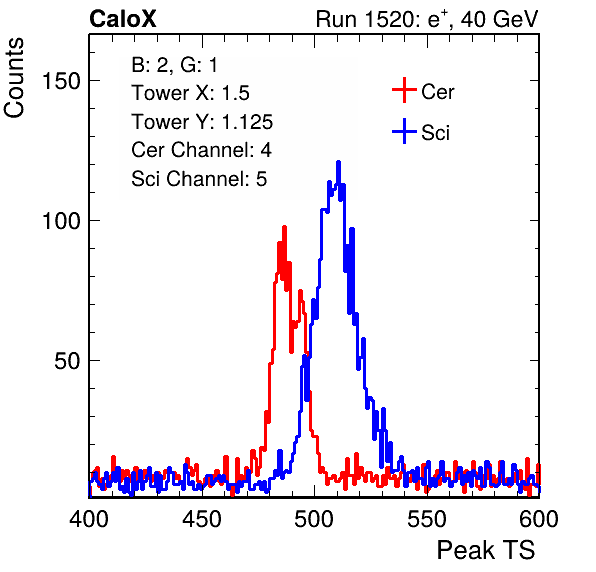 CaloX Run 1520: e⁺, 40 GeV
Counts
B: 2, G: 1
Tower X: 1.5
Tower Y: 1.125
Cer Channel: 4
Sci Channel: 5
Cer
Sci
150
100
50
400 450 500 550 600
Peak TS